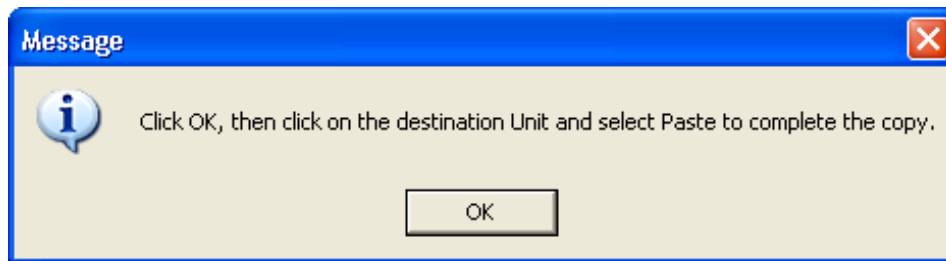 Message
Click OK, then click on the destination Unit and select Paste to complete the copy.
OK